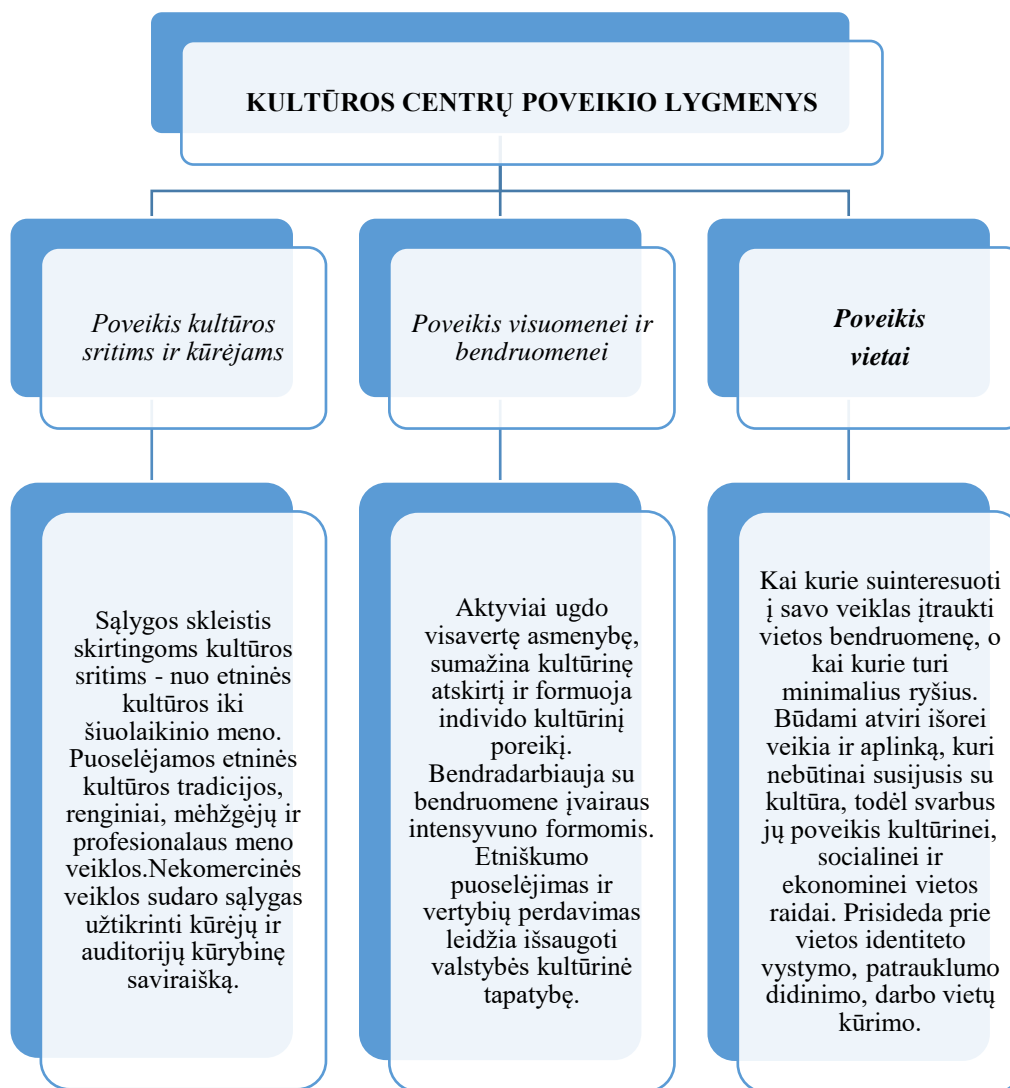 KULTŪROS CENTRŲ POVEIKIO LYGMENYS
Poveikis kultūros
sritims ir kūrėjams
Poveikis visuomenei ir
bendruomenei
Poveikis
vietai
Sąlygos skleistis
skirtingoms kultūros
sritims - nuo etninės
kultūros iki
šiuolaikinio meno.
Puoselėjamos etninės
kultūros tradicijos,
renginiai, mėhžgėjų ir
profesionalaus meno
veiklos.Nekomercinės
veiklos sudaro sąlygas
užtikrinti kūrėjų ir
auditorijų kūrybinę
saviraišką.
Aktyviai ugdo
visavertę asmenybę,
sumažina kultūrinę
atskirtį ir formuoja
individo kultūrinį
poreikį.
Bendradarbiauja su
bendruomene įvairaus
intensyvuno formomis.
Etniškumo
puoselėjimas ir
vertybių perdavimas
leidžia išsaugoti
valstybės kultūrinė
tapatybę.
Kai kurie suinteresuoti
į savo veiklas įtraukti
vietos bendruomenę, o
kai kurie turi
minimalius ryšius.
Būdami atviri išorei
veikia ir aplinką, kuri
nebūtinai susijusis su
kultūra, todėl svarbus
jų poveikis kultūrinei,
socialinei ir
ekonominei vietos
raidai. Prisideda prie
vietos identiteto
vystymo, patrauklumo
didinimo, darbo vietų
kūrimo.